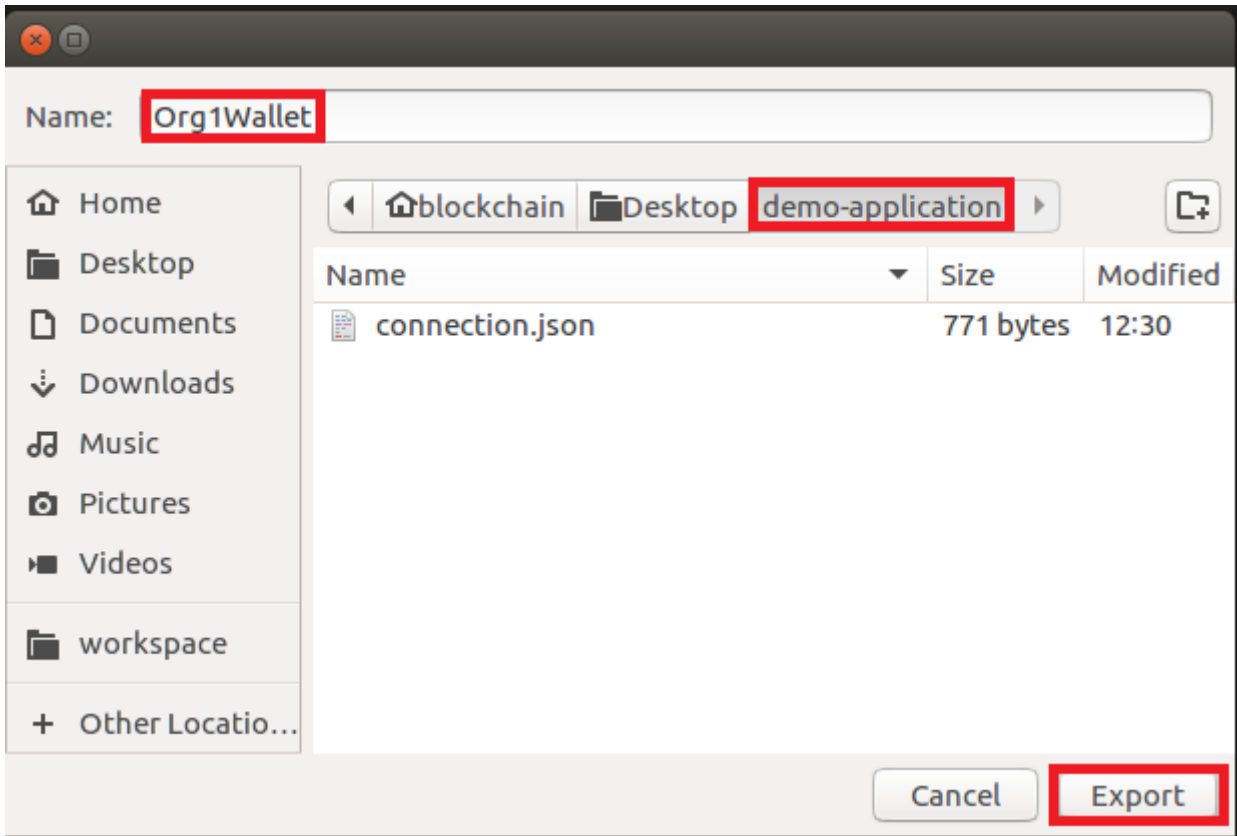 Name: Org1Wallet
Home
Desktop
Documents
Downloads
Music
Pictures
Videos
workspace
+ Other Locatio...
blockchain Desktop demo-application
Name Size Modified
connection.json 771 bytes 12:30
Cancel Export